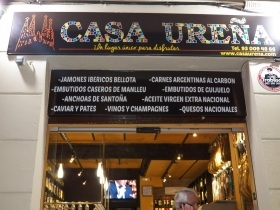 CASA UREÑA
Un lugar único para disfrutar
Tel. 93 009 48 65
www.casaurena.com
-JAMONES IBERICOS BELLOTA
-CARNES ARGENTINAS AL CARBON
-EMBUTIDOS CASEROS DE MANLLEU
-EMBUTIDOS DE GUIJUELO
-ANCHOAS DE SANTOÑA
-ACEITE VIRGEN EXTRA NACIONAL
-CAVIAR Y PATES
-VINOS Y CHAMPAGNES
-QUESOS NACIONALES